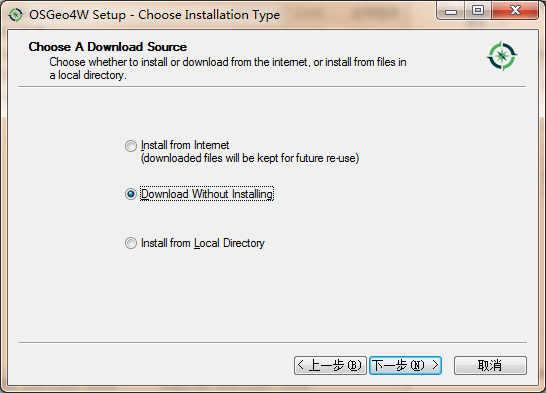 OSGeo4W Setup - Choose Installation Type
Choose A Download Source
Choose whether to install or download from the internet, or install from files in
a local directory.
Install from Internet
(downloaded files will be kept for future re-use)
Download Without Installing
Install from Local Directory
< 上一步(B)
下一步(N) >
取消